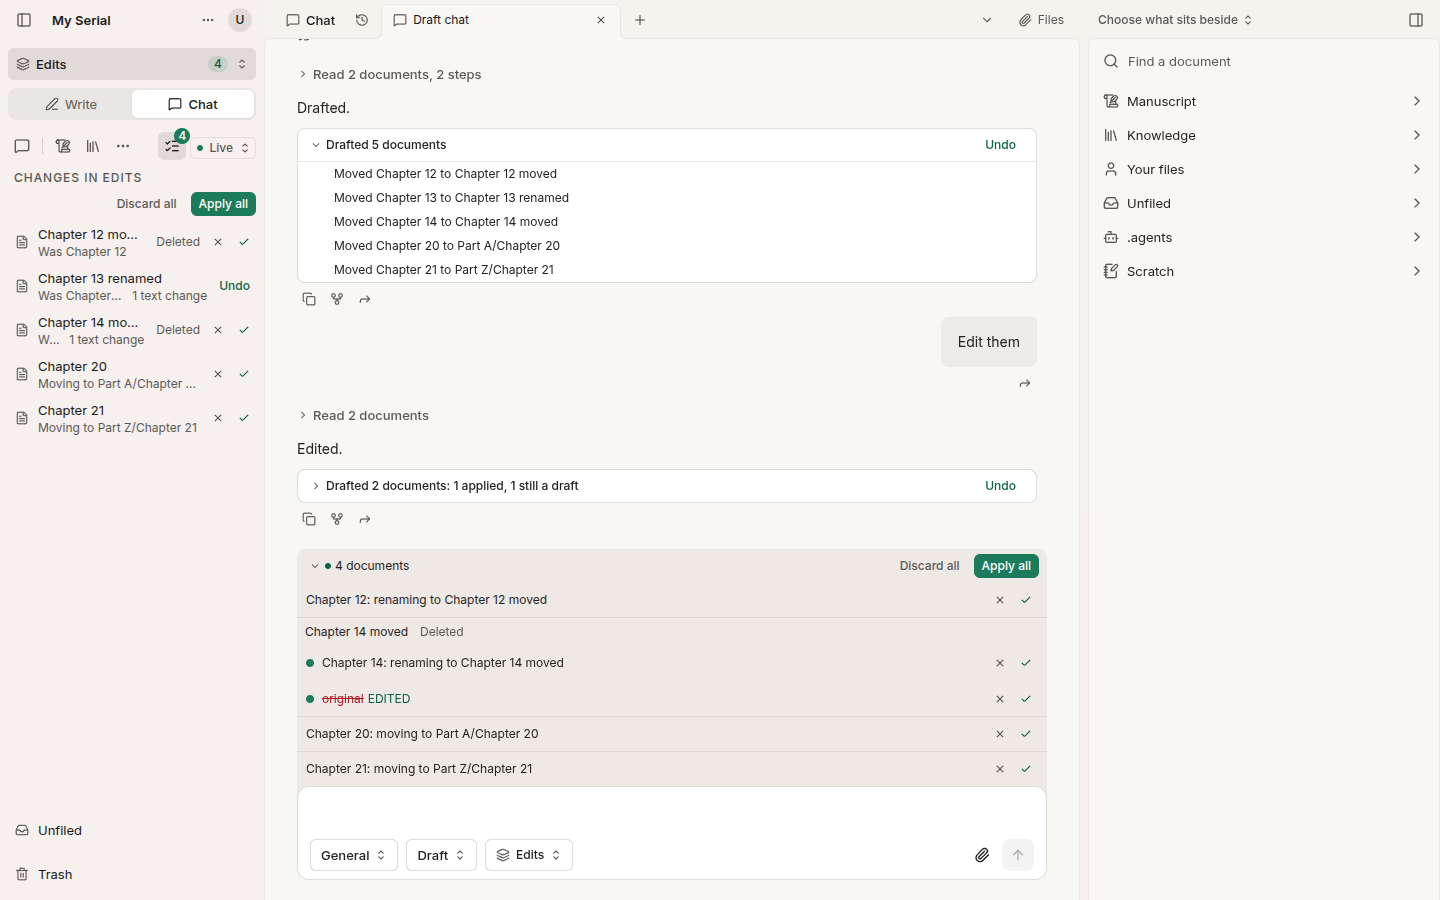 My Serial
U
Edits
4
Write
Chat
4
Live
CHANGES IN EDITS
Discard all
Apply all
Chapter 12 mo...
Was Chapter 12
Deleted
Chapter 13 renamed
Was Chapter... 1 text change
Undo
Chapter 14 mo...
W... 1 text change
Deleted
Chapter 20
Moving to Part A/Chapter ...
Chapter 21
Moving to Part Z/Chapter 21
Unfiled
Trash
Chat
Draft chat
Files
Read 2 documents, 2 steps
Drafted.
Drafted 5 documents
Undo
Moved Chapter 12 to Chapter 12 moved
Moved Chapter 13 to Chapter 13 renamed
Moved Chapter 14 to Chapter 14 moved
Moved Chapter 20 to Part A/Chapter 20
Moved Chapter 21 to Part Z/Chapter 21
Edit them
Read 2 documents
Edited.
Drafted 2 documents: 1 applied, 1 still a draft
Undo
4 documents
Discard all
Apply all
Chapter 12: renaming to Chapter 12 moved
Chapter 14 moved Deleted
Chapter 14: renaming to Chapter 14 moved
original EDITED
Chapter 20: moving to Part A/Chapter 20
Chapter 21: moving to Part Z/Chapter 21
General
Draft
Edits
Choose what sits beside
Find a document
Manuscript
Knowledge
Your files
Unfiled
.agents
Scratch